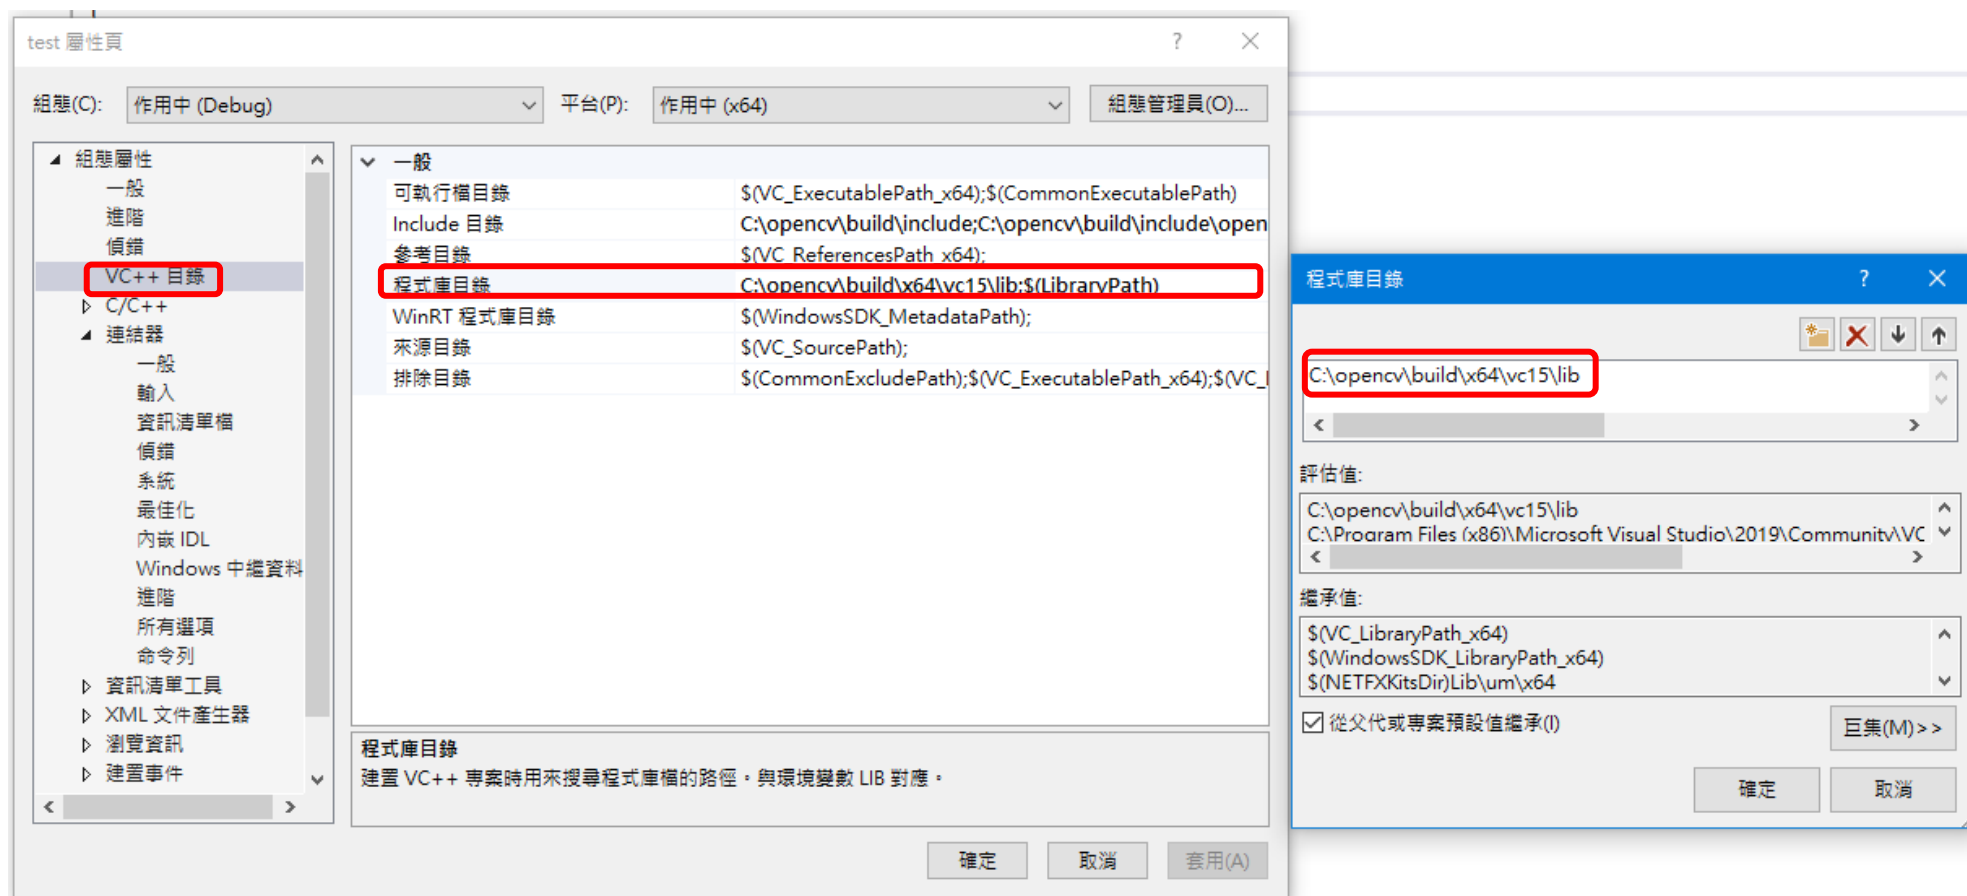 test 屬性頁
組態(C):
作用中 (Debug)
平台(P):
作用中 (x64)
組態管理員(O)...
組態屬性
一般
進階
偵錯
VC++ 目錄
C/C++
連結器
一般
輸入
資訊清單檔
偵錯
系統
最佳化
內嵌 IDL
Windows 中繼資料
進階
所有選項
命令列
資訊清單工具
XML 文件產生器
瀏覽資訊
建置事件
一般
可執行檔目錄 $(VC_ExecutablePath_x64);$(CommonExecutablePath)
Include 目錄 C:\opencv\build\include;C:\opencv\build\include\open
參考目錄 $(VC_ReferencesPath_x64);
程式庫目錄 C:\opencv\build\x64\vc15\lib;$(LibraryPath)
WinRT 程式庫目錄 $(WindowsSDK_MetadataPath);
來源目錄 $(VC_SourcePath);
排除目錄 $(CommonExcludePath);$(VC_ExecutablePath_x64);$(VC_
程式庫目錄
建置 VC++ 專案時用來搜尋程式庫檔的路徑。與環境變數 LIB 對應。
確定
取消
套用(A)
程式庫目錄
C:\opencv\build\x64\vc15\lib
評估值:
C:\opencv\build\x64\vc15\lib
C:\Program Files (x86)\Microsoft Visual Studio\2019\Community\VC
繼承值:
$(VC_LibraryPath_x64)
$(WindowsSDK_LibraryPath_x64)
$(NETFXKitsDir)Lib\um\x64
從父代或專案預設值繼承(I)
巨集(M)>>
確定
取消